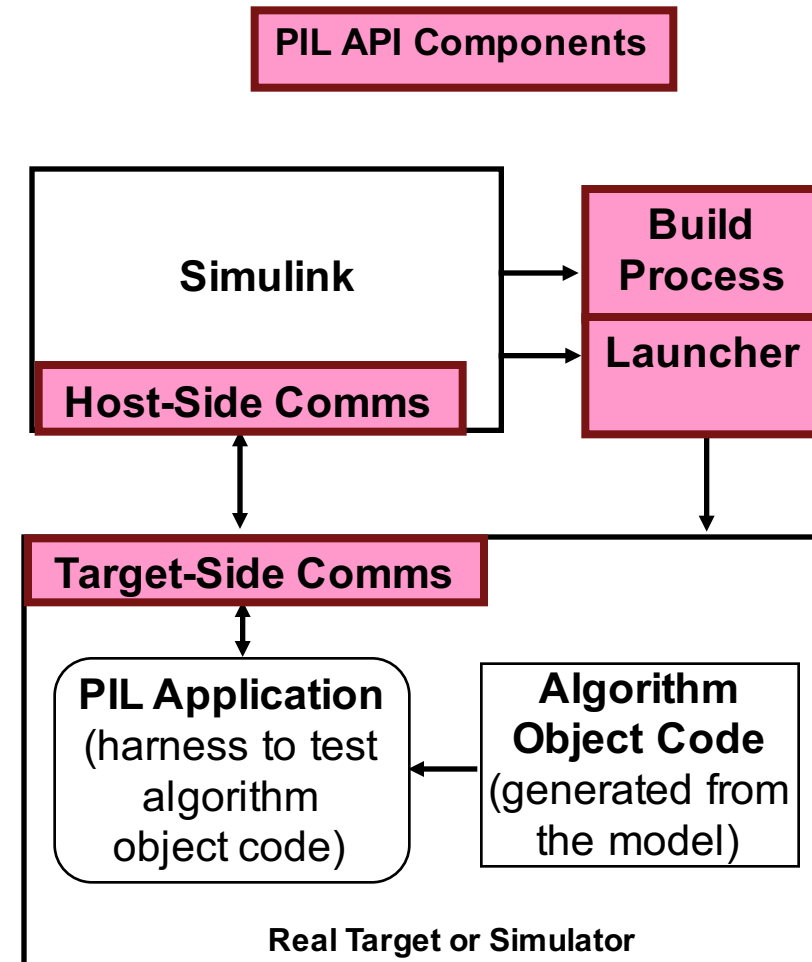 PIL API Components
Simulink
Build
Process
Launcher
Host-Side Comms
Target-Side Comms
PIL Application
(harness to test
algorithm
object code)
Algorithm
Object Code
(generated from
the model)
Real Target or Simulator